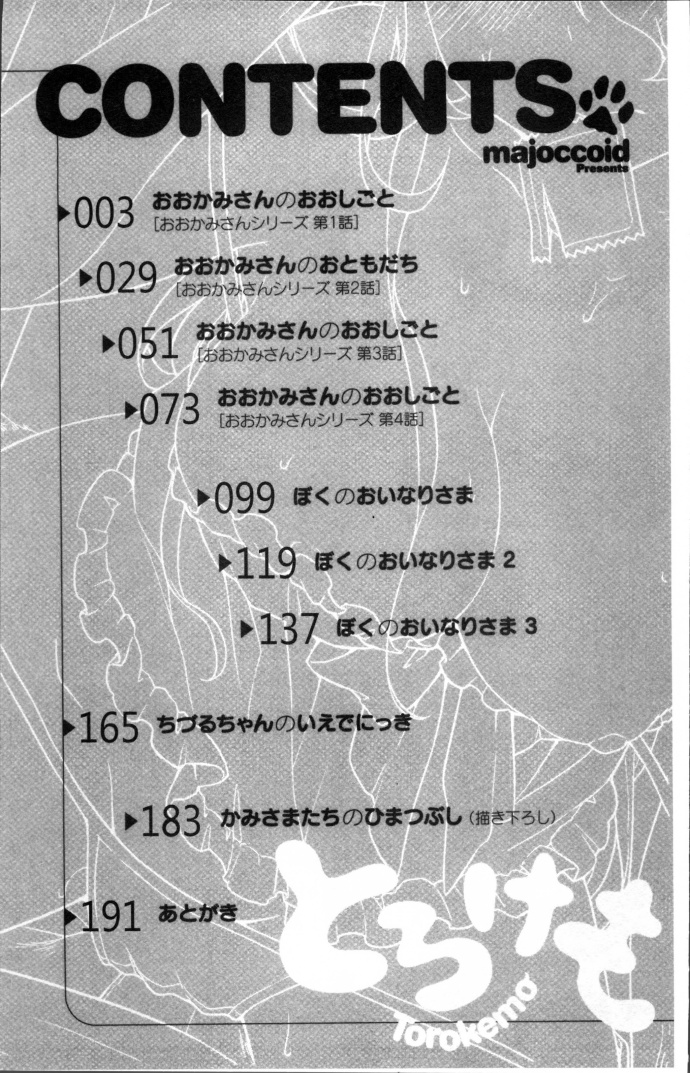 CONTENTS
majoccoid
Presents
▶003 おおかみさんのおおしごと
[おおかみさんシリーズ 第1話]
▶029 おおかみさんのおともだち
[おおかみさんシリーズ 第2話]
▶051 おおかみさんのおおしごと
[おおかみさんシリーズ 第3話]
▶073 おおかみさんのおおしごと
[おおかみさんシリーズ 第4話]
▶099 ぼくのおいなりさま
▶119 ぼくのおいなりさま 2
▶137 ぼくのおいなりさま 3
▶165 ちづるちゃんのいえでにっき
▶183 かみさまたちのひまつぶし（描き下ろし）
▶191 あとがき
とろけも
Torokemo